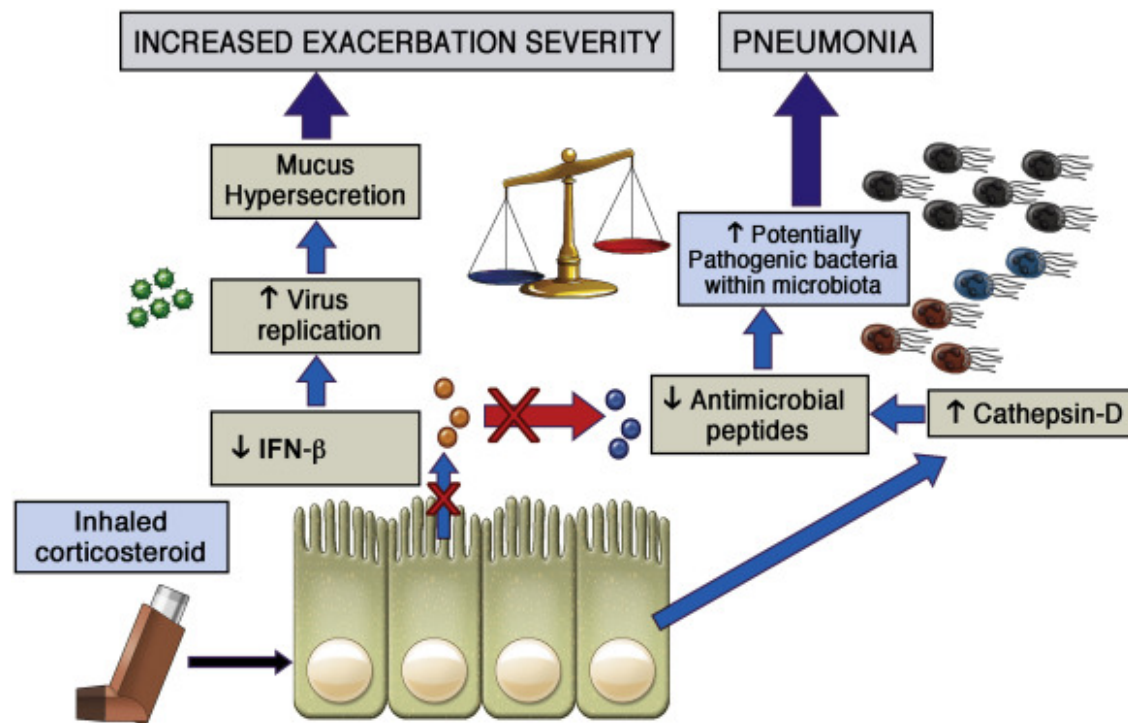 INCREASED EXACERBATION SEVERITY
PNEUMONIA
Mucus
Hypersecretion
↑ Potentially
Pathogenic bacteria
within microbiota
↑ Virus
replication
↓ IFN-β
↓ Antimicrobial
peptides
↑ Cathepsin-D
Inhaled
corticosteroid